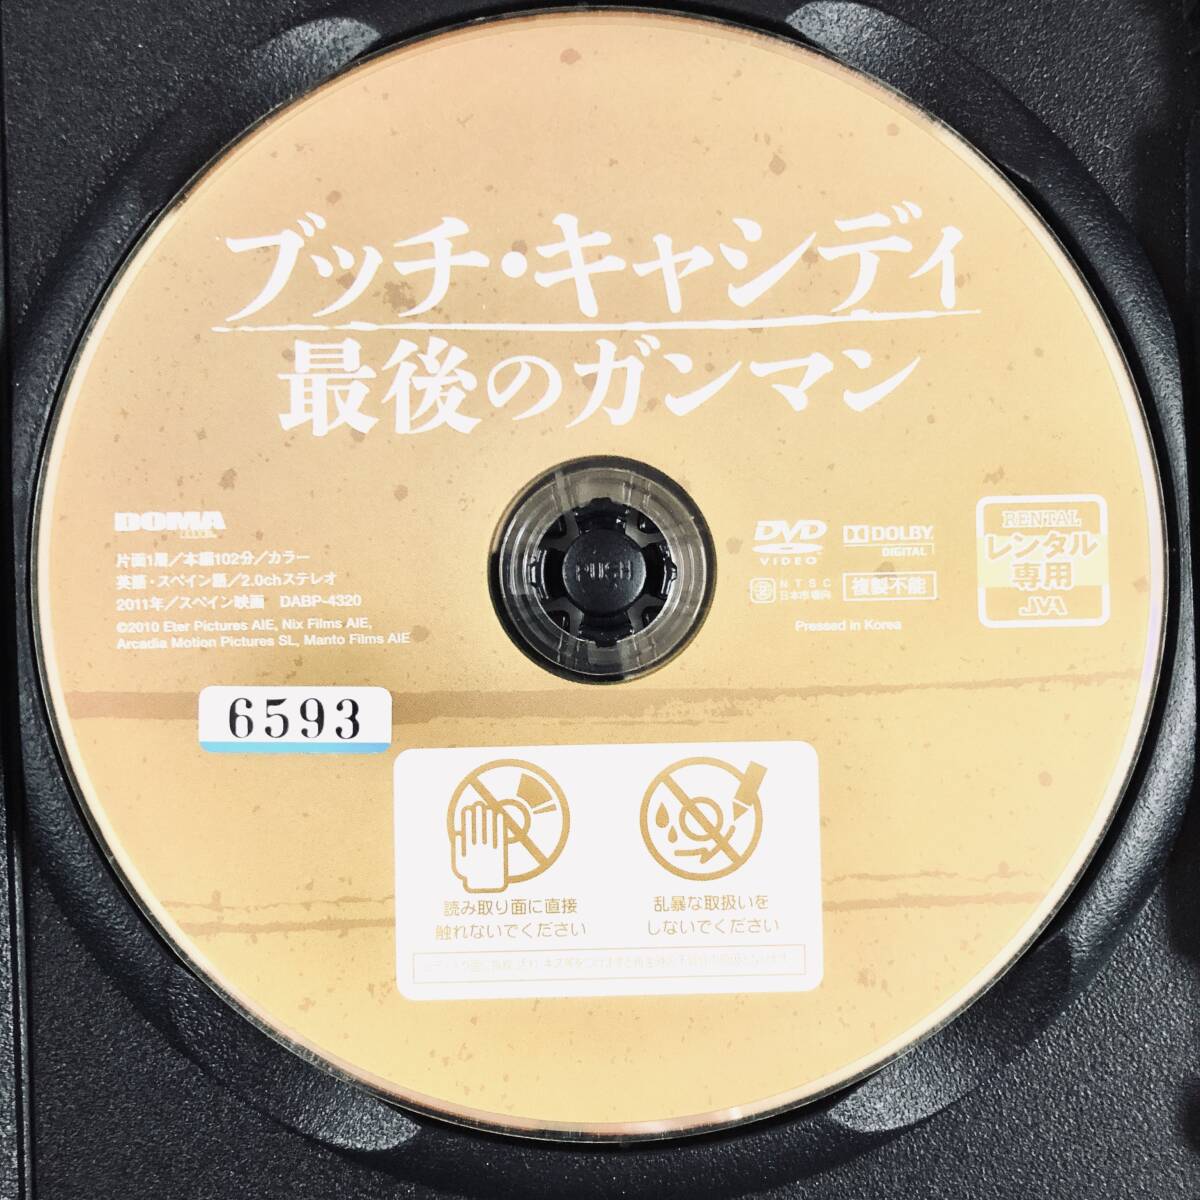 ブッチ・キャシディ
最後のガンマン
DOMA
片面1層／本編102分／カラー
英語・スペイン語／2.0chステレオ
2011年／スペイン映画 DABP-4320
©2010 Eter Pictures AIE, Nix Films AIE,
Arcadia Motion Pictures SL, Manto Films AIE
PUSH
DVD
VIDEO
DOLBY
DIGITAL
2
NTSC
日本市場向
複製不能
Pressed in Korea
RENTAL
レンタル
専用
JVA
6593
読み取り面に直接
触れないでください
乱暴な取扱いを
しないでください